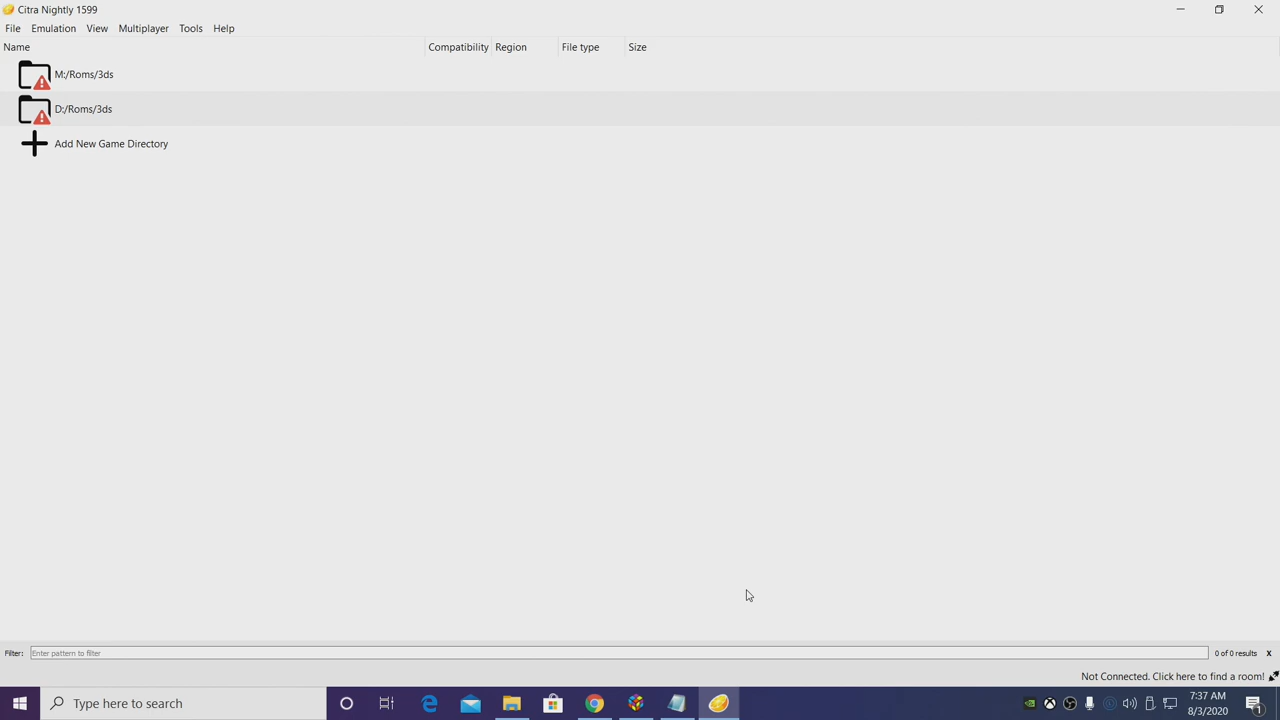 Citra Nightly 1599
File Emulation View Multiplayer Tools Help
Name Compatibility Region File type Size
M:/Roms/3ds
D:/Roms/3ds
Add New Game Directory
Filter: Enter pattern to filter 0 of 0 results X
Not Connected. Click here to find a room!
Type here to search
7:37 AM
8/3/2020
1